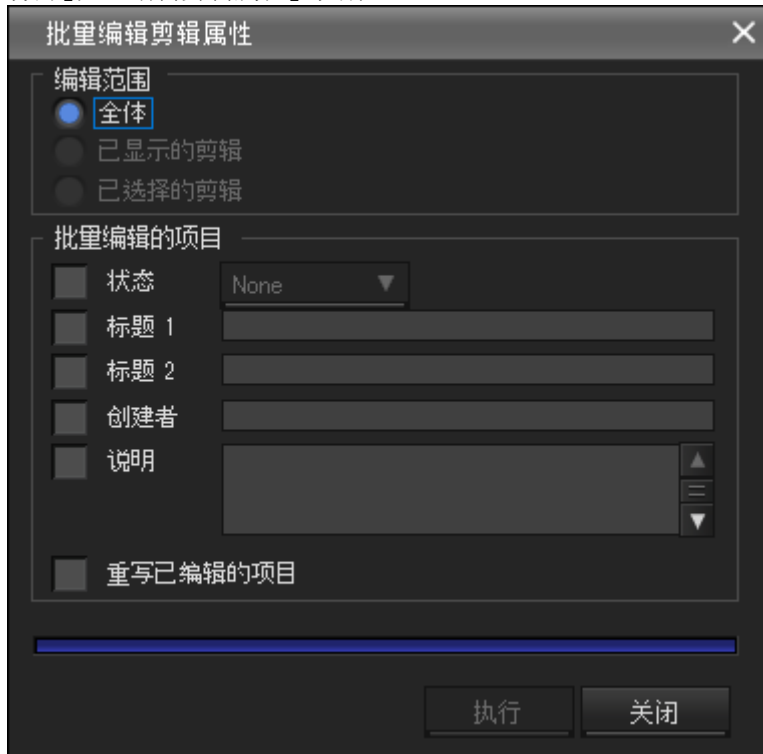 批量编辑剪辑属性
编辑范围
全体
已显示的剪辑
已选择的剪辑
批量编辑的项目
状态 None
标题 1
标题 2
创建者
说明
重写已编辑的项目
执行 关闭